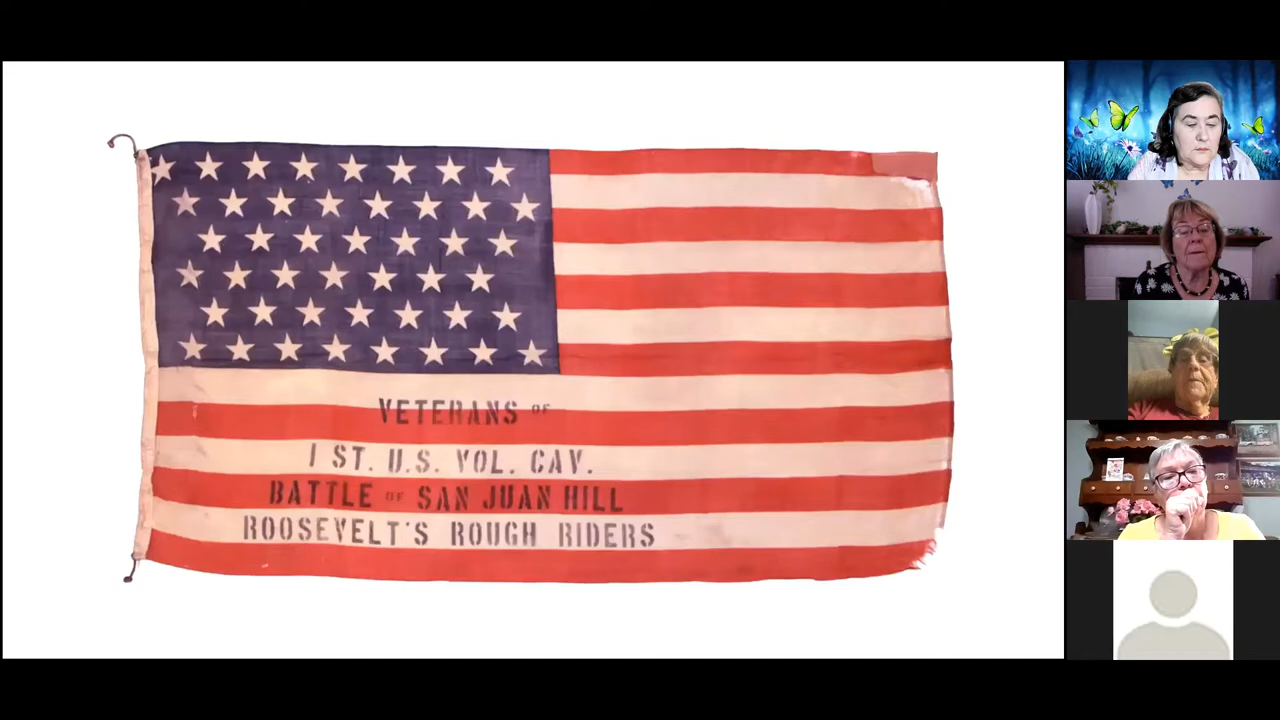 VETERANS OF
1 ST. U.S. VOL. CAV.
BATTLE OF SAN JUAN HILL
ROOSEVELT'S ROUGH RIDERS